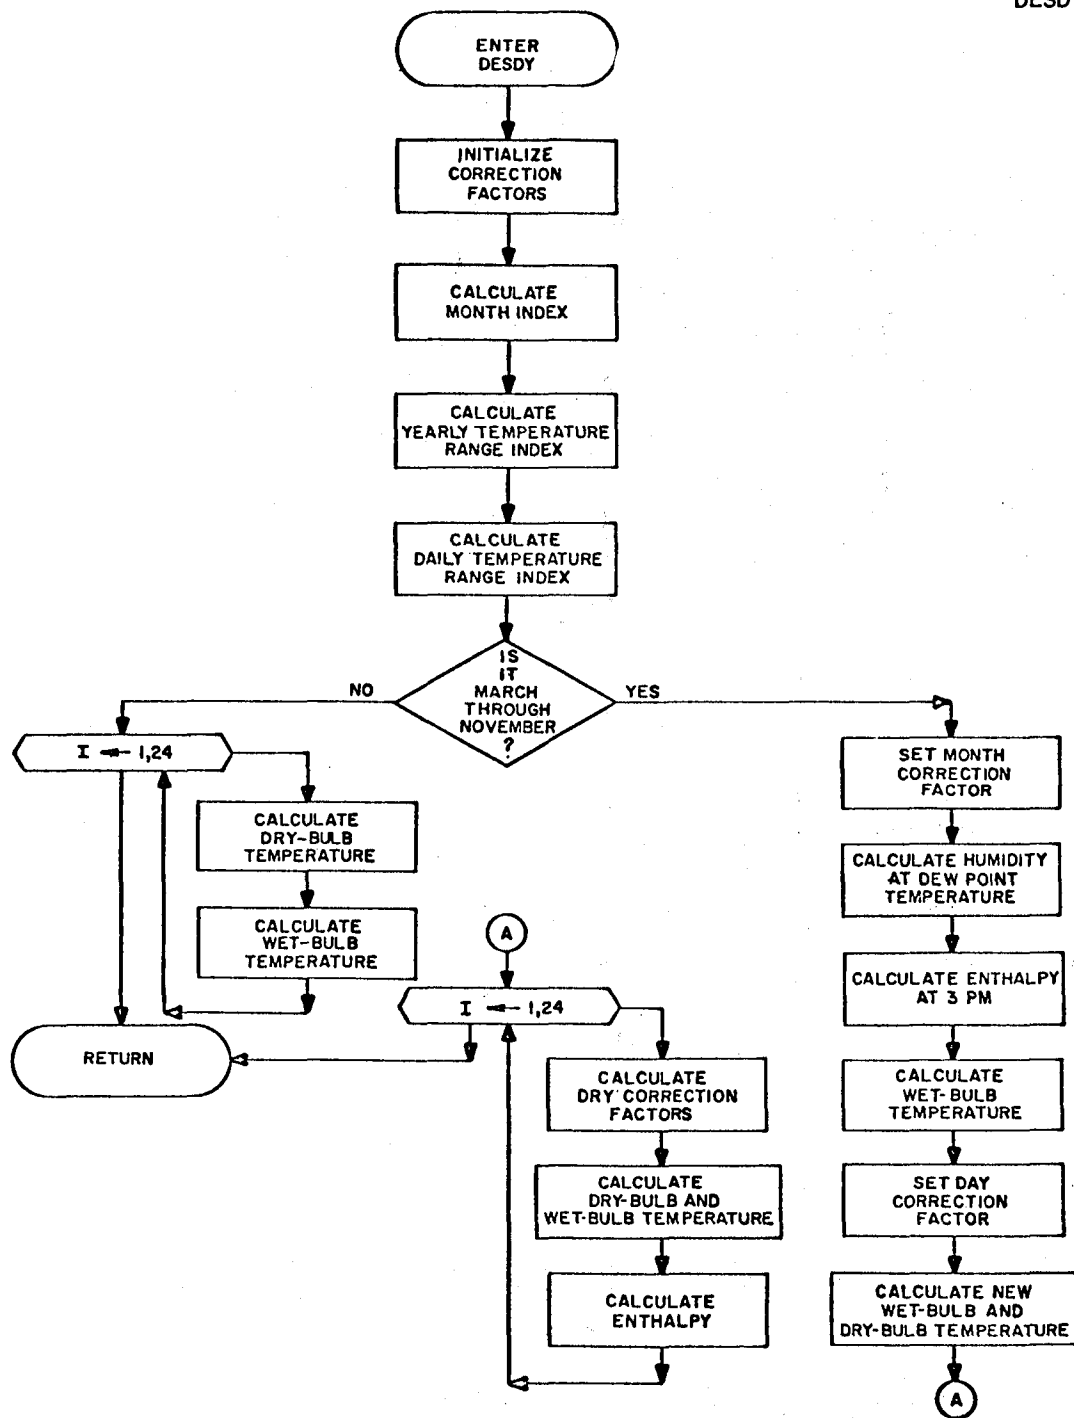 DESD
ENTER
DESDY
INITIALIZE
CORRECTION
FACTORS
CALCULATE
MONTH INDEX
CALCULATE
YEARLY TEMPERATURE
RANGE INDEX
CALCULATE
DAILY TEMPERATURE
RANGE INDEX
IS
IT
MARCH
THROUGH
NOVEMBER
?
NO
YES
I ← 1,24
CALCULATE
DRY-BULB
TEMPERATURE
CALCULATE
WET-BULB
TEMPERATURE
RETURN
SET MONTH
CORRECTION
FACTOR
CALCULATE HUMIDITY
AT DEW POINT
TEMPERATURE
CALCULATE ENTHALPY
AT 3 PM
CALCULATE
WET-BULB
TEMPERATURE
SET DAY
CORRECTION
FACTOR
CALCULATE NEW
WET-BULB AND
DRY-BULB TEMPERATURE
A
A
I ← 1,24
CALCULATE
DRY CORRECTION
FACTORS
CALCULATE
DRY-BULB AND
WET-BULB TEMPERATURE
CALCULATE
ENTHALPY